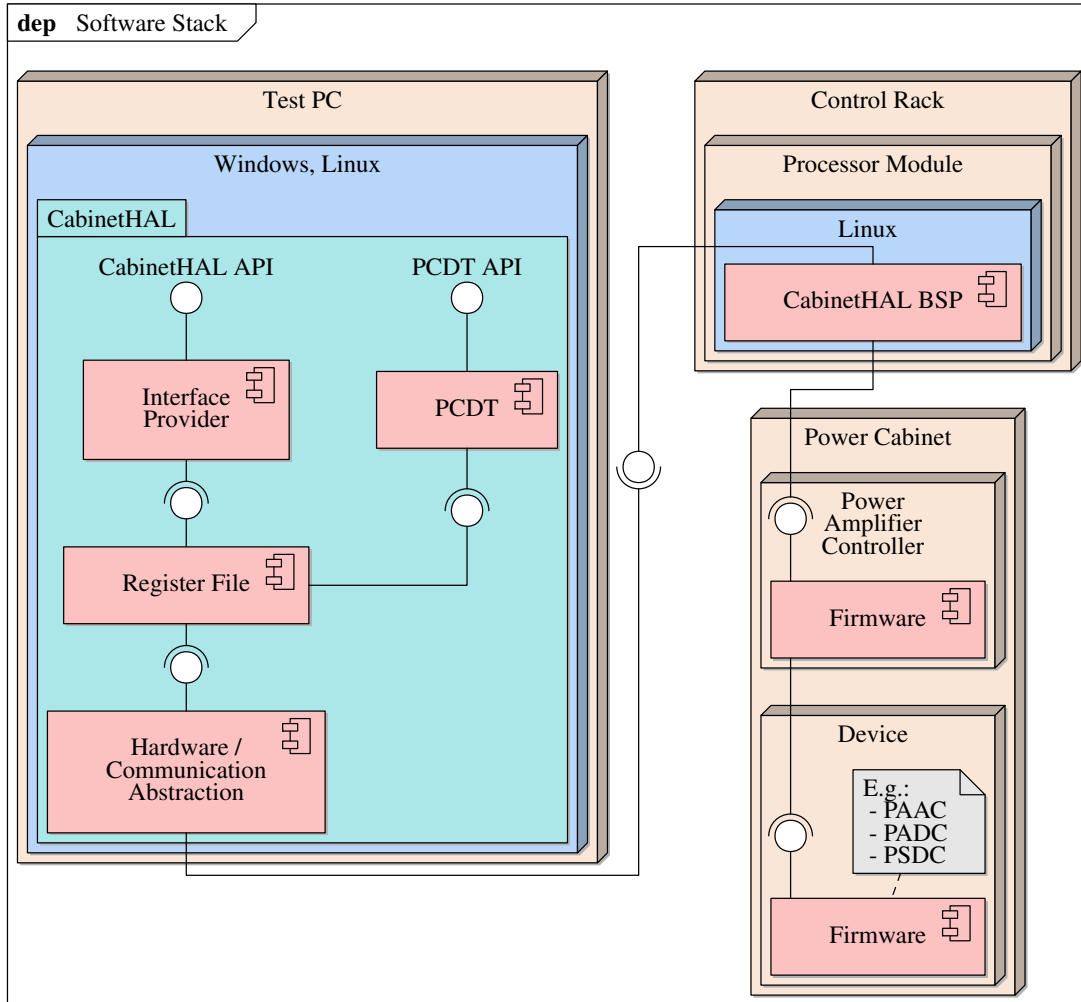 dep Software Stack
Test PC
Windows, Linux
CabinetHAL
CabinetHAL API
PCDT API
Interface
Provider
PCDT
Register File
Hardware /
Communication
Abstraction
Control Rack
Processor Module
Linux
CabinetHAL BSP
Power Cabinet
Power
Amplifier
Controller
Firmware
Device
E.g.:
- PAAC
- PADC
- PSDC
Firmware